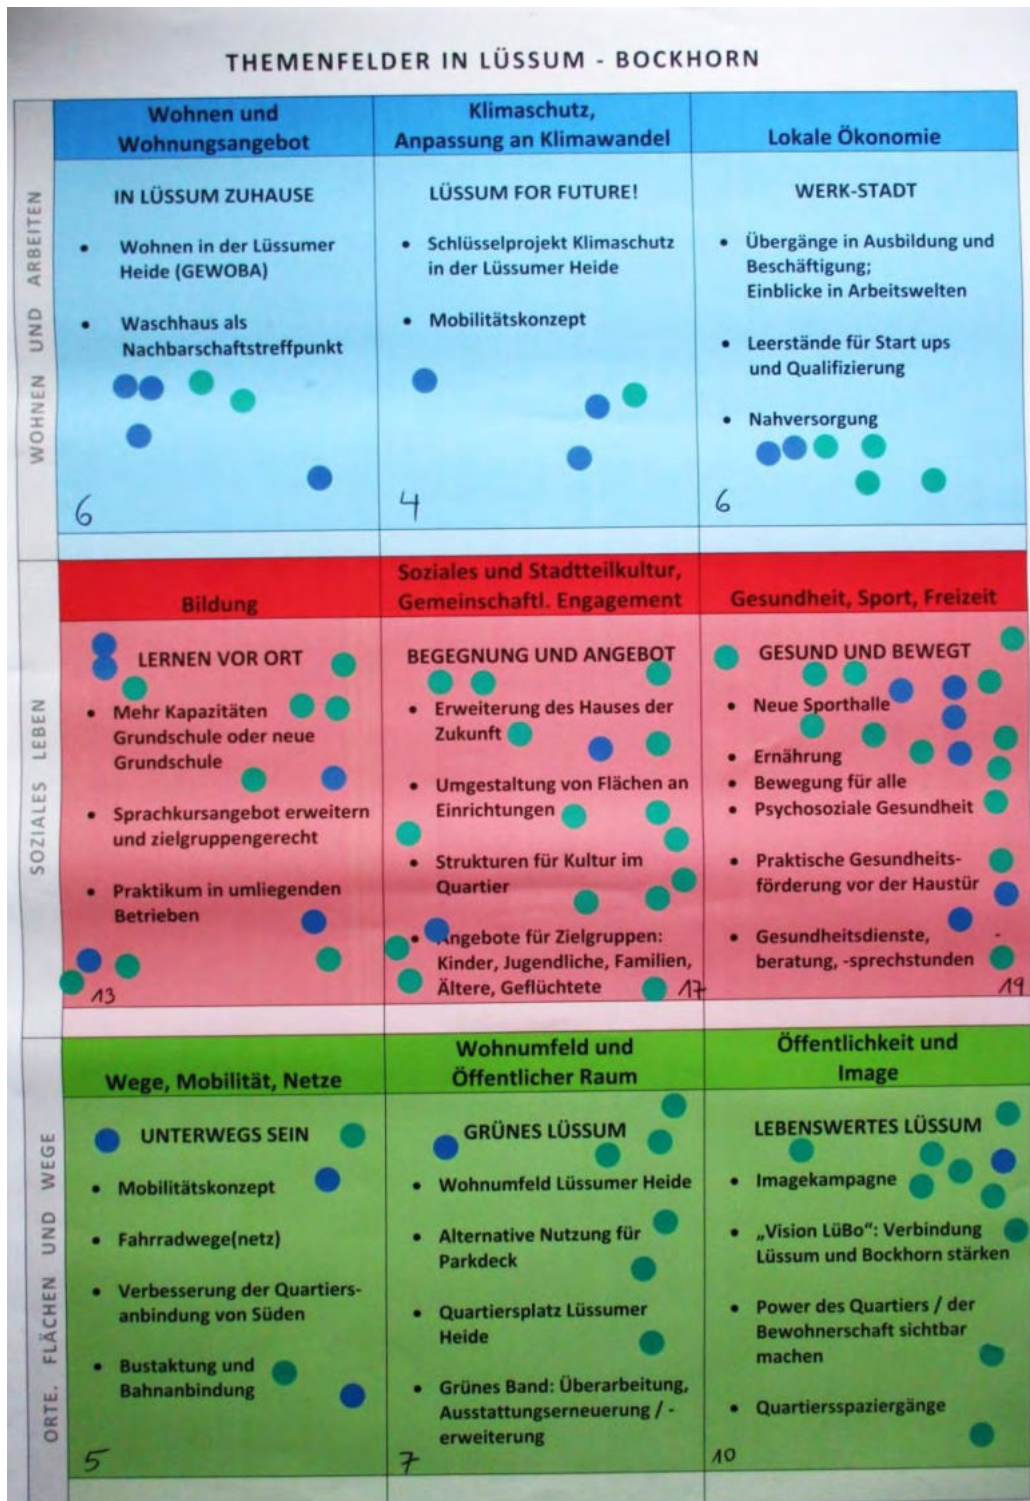 THEMENFELDER IN LÜSSUM - BOCKHORN
WOHNEN UND ARBEITEN
Wohnen und
Wohnungsangebot
IN LÜSSUM ZUHAUSE
• Wohnen in der Lüssumer
Heide (GEWOBA)
• Waschhaus als
Nachbarschaftstreffpunkt
6
Klimaschutz,
Anpassung an Klimawandel
LÜSSUM FOR FUTURE!
• Schlüsselprojekt Klimaschutz
in der Lüssumer Heide
• Mobilitätskonzept
4
Lokale Ökonomie
WERK-STADT
• Übergänge in Ausbildung und
Beschäftigung;
Einblicke in Arbeitswelten
• Leerstände für Start ups
und Qualifizierung
• Nahversorgung
6
SOZIALES LEBEN
Bildung
LERNEN VOR ORT
• Mehr Kapazitäten
Grundschule oder neue
Grundschule
• Sprachkursangebot erweitern
und zielgruppengerecht
• Praktikum in umliegenden
Betrieben
13
Soziales und Stadtteilkultur,
Gemeinschaftl. Engagement
BEGEGNUNG UND ANGEBOT
• Erweiterung des Hauses der
Zukunft
• Umgestaltung von Flächen an
Einrichtungen
• Strukturen für Kultur im
Quartier
• Angebote für Zielgruppen:
Kinder, Jugendliche, Familien,
Ältere, Geflüchtete
17
Gesundheit, Sport, Freizeit
GESUND UND BEWEGT
• Neue Sporthalle
• Ernährung
• Bewegung für alle
• Psychosoziale Gesundheit
• Praktische Gesundheits-
förderung vor der Haustür
• Gesundheitsdienste, -
beratung, -sprechstunden
19
ORTE, FLÄCHEN UND WEGE
Wege, Mobilität, Netze
UNTERWEGS SEIN
• Mobilitätskonzept
• Fahrradwege(netz)
• Verbesserung der Quartiers-
anbindung von Süden
• Bustaktung und
Bahnanbindung
5
Wohnumfeld und
Öffentlicher Raum
GRÜNES LÜSSUM
• Wohnumfeld Lüssumer Heide
• Alternative Nutzung für
Parkdeck
• Quartiersplatz Lüssumer
Heide
• Grünes Band: Überarbeitung,
Ausstattungserneuerung / -
erweiterung
7
Öffentlichkeit und
Image
LEBENSWERTES LÜSSUM
• Imagekampagne
• „Vision LüBo“: Verbindung
Lüssum und Bockhorn stärken
• Power des Quartiers / der
Bewohnerschaft sichtbar
machen
• Quartiersspaziergänge
10